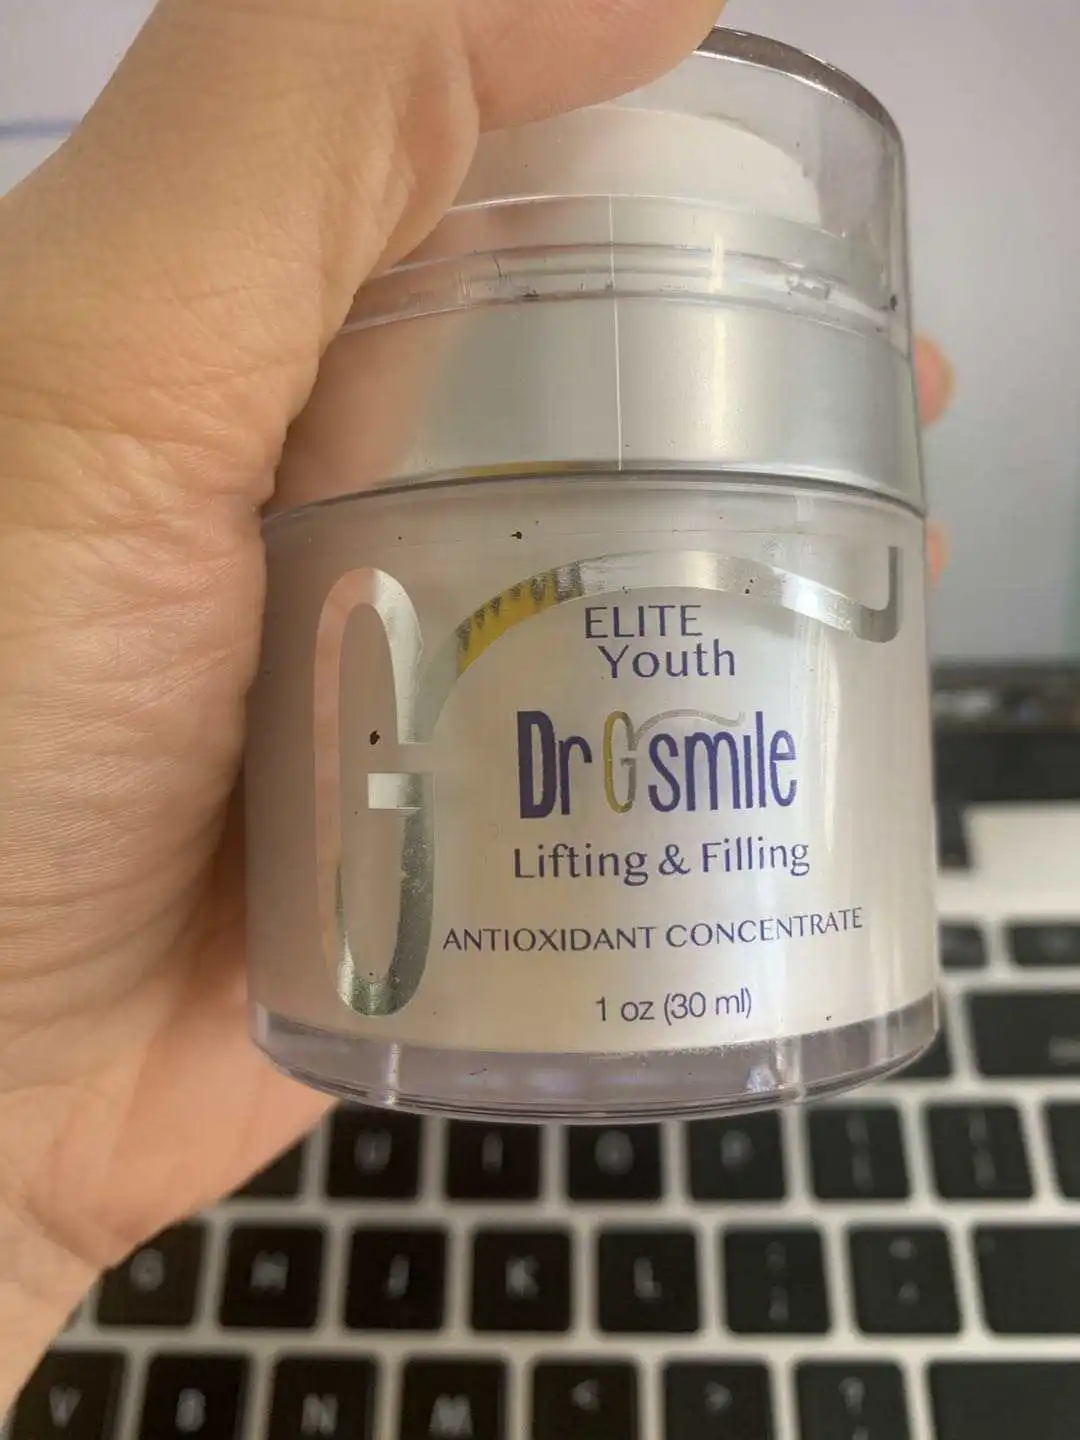 G
ELITE
Youth
Dr G smile
Lifting & Filling
ANTIOXIDANT CONCENTRATE
1 oz (30 ml)
U I O P
G H J K L
V B N M < > ?